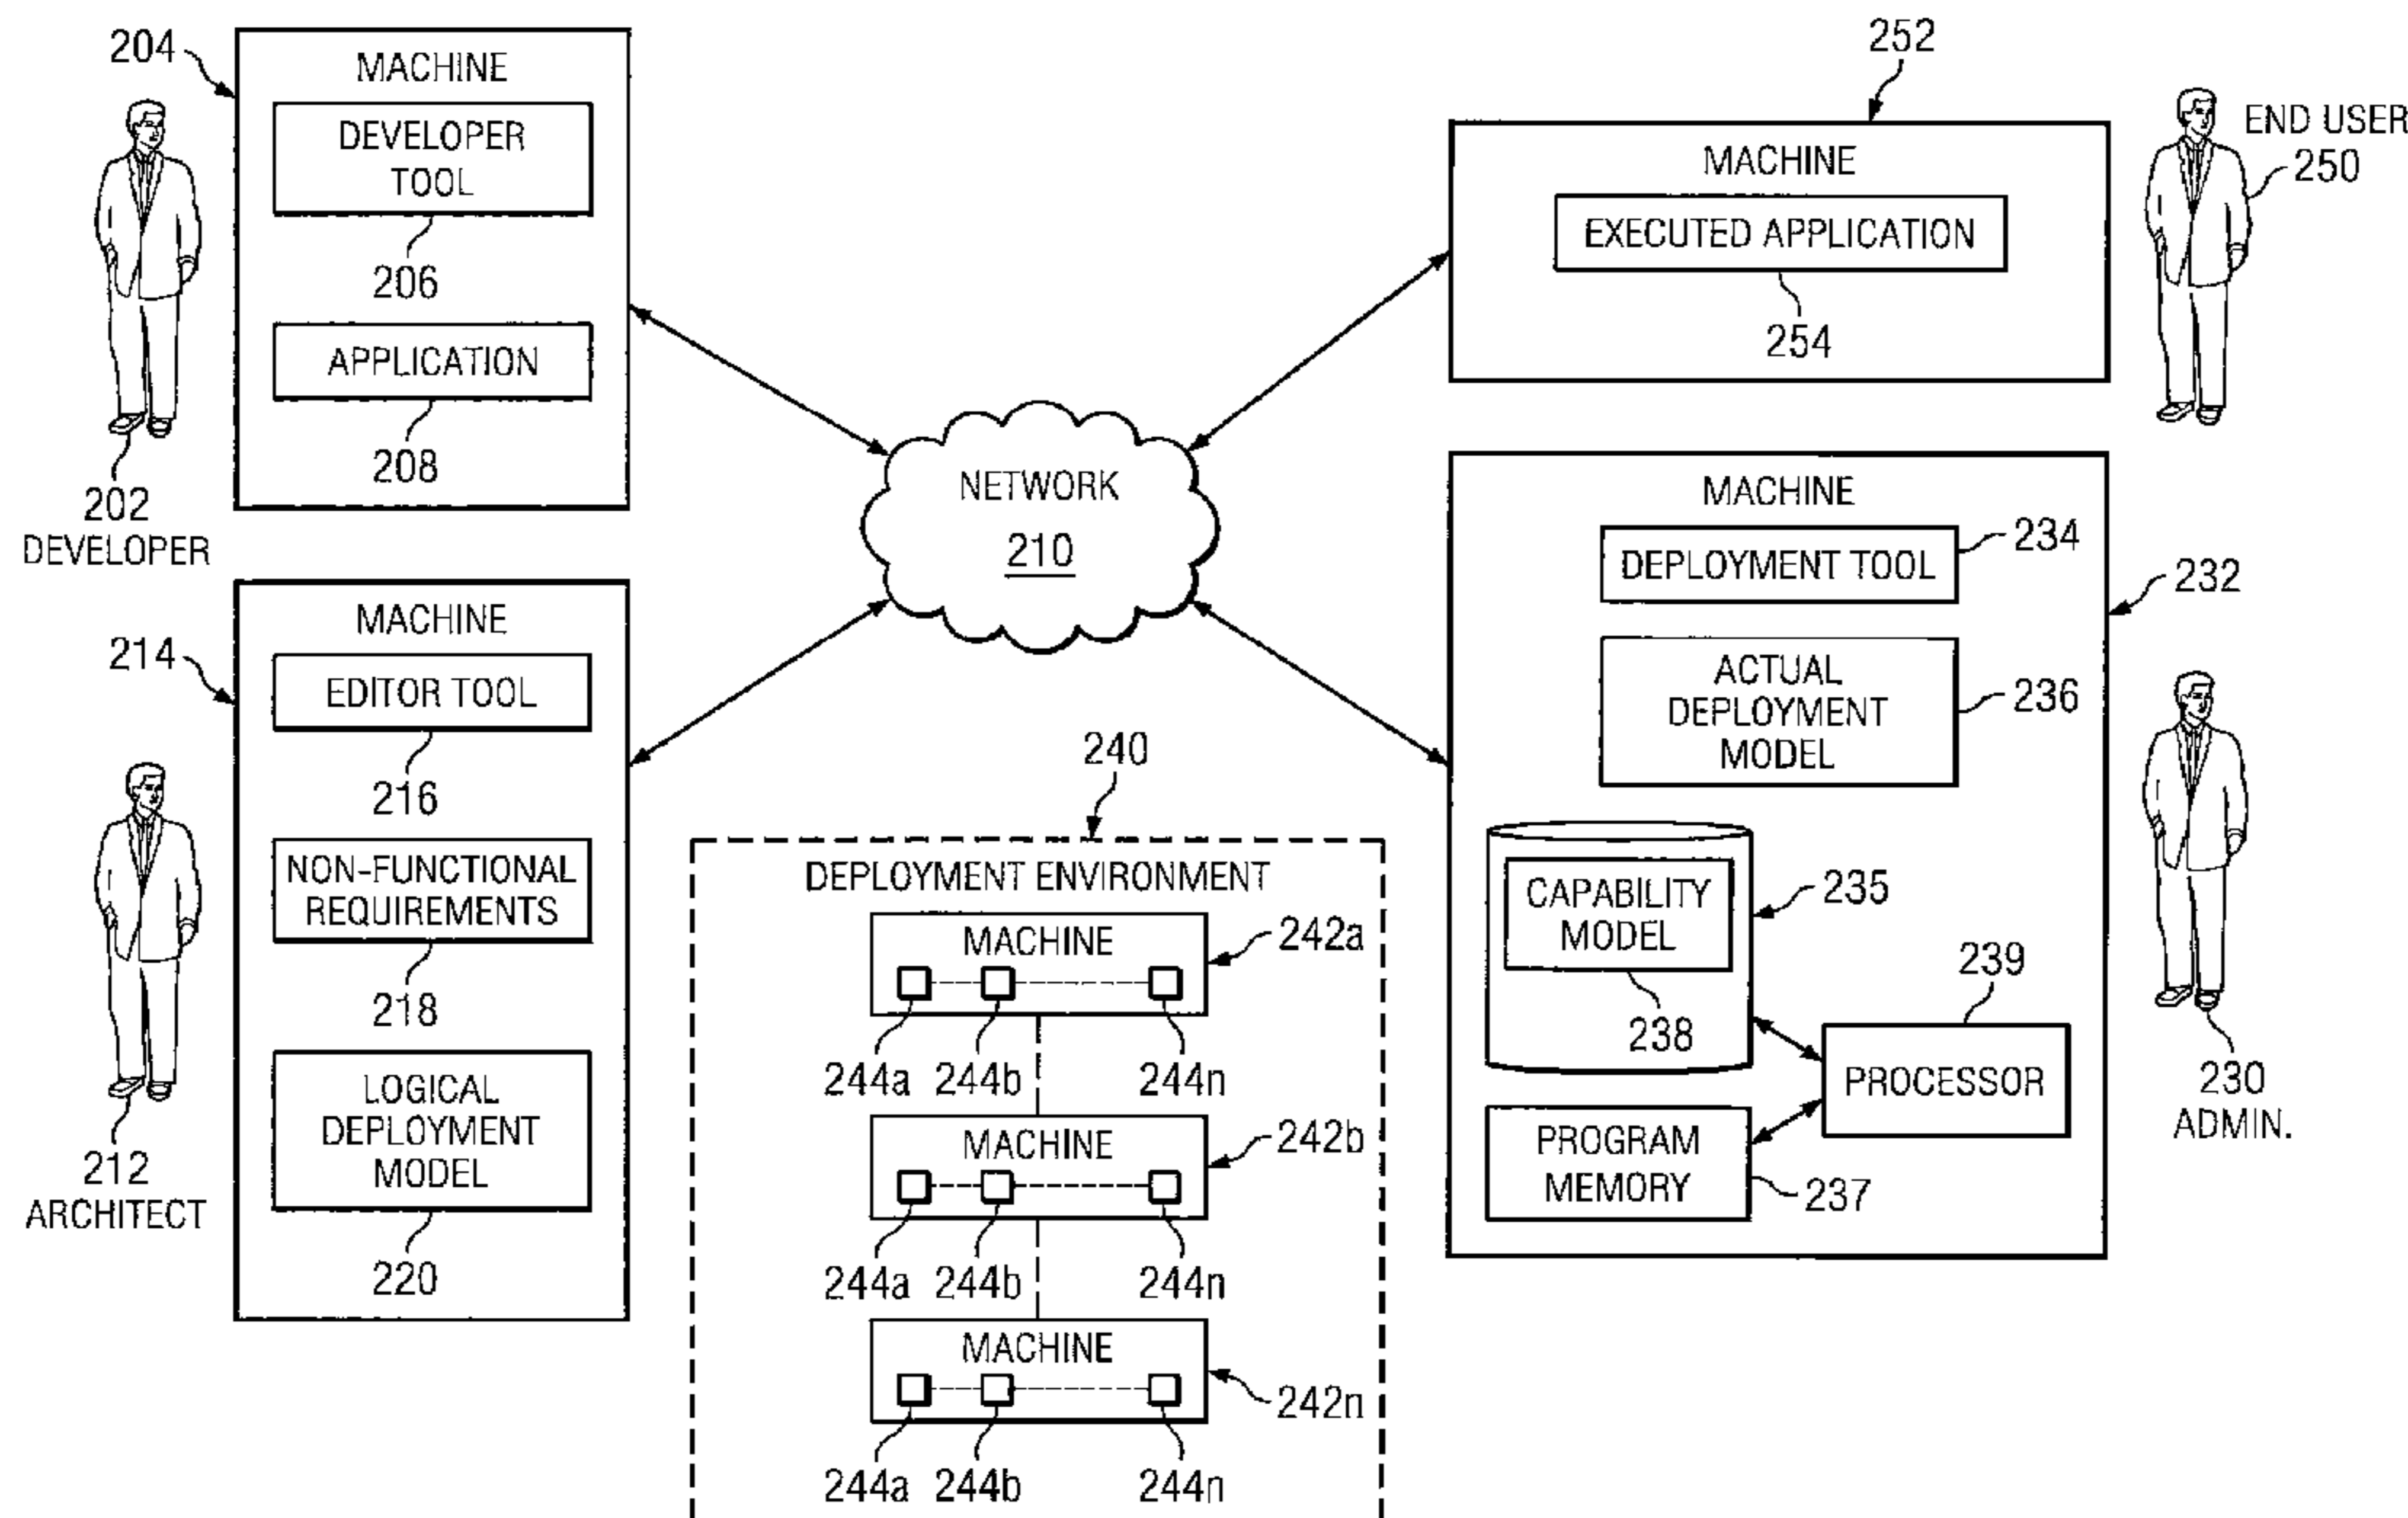 204
MACHINE
DEVELOPER
TOOL
206
APPLICATION
208
202
DEVELOPER
252
MACHINE
EXECUTED APPLICATION
254
END USER
250
NETWORK
210
214
MACHINE
EDITOR TOOL
216
NON-FUNCTIONAL
REQUIREMENTS
218
LOGICAL
DEPLOYMENT
MODEL
220
212
ARCHITECT
240
DEPLOYMENT ENVIRONMENT
MACHINE
242a
244a 244b 244n
MACHINE
242b
244a 244b 244n
MACHINE
242n
244a 244b 244n
MACHINE
DEPLOYMENT TOOL
234
232
ACTUAL
DEPLOYMENT
MODEL
236
CAPABILITY
MODEL
235
238
239
PROCESSOR
PROGRAM
MEMORY
237
230
ADMIN.